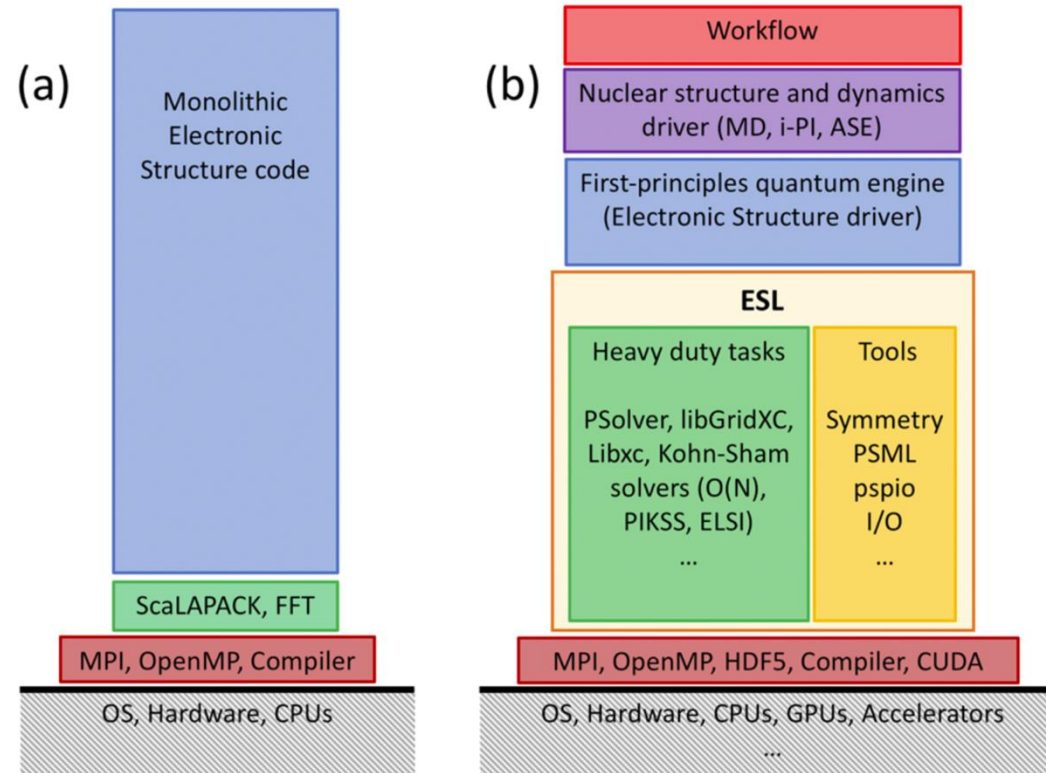 (a)
Monolithic
Electronic
Structure code
ScaLAPACK, FFT
MPI, OpenMP, Compiler
OS, Hardware, CPUs
(b)
Workflow
Nuclear structure and dynamics
driver (MD, i-PI, ASE)
First-principles quantum engine
(Electronic Structure driver)
ESL
Heavy duty tasks
PSolver, libGridXC,
Libxc, Kohn-Sham
solvers (O(N),
PIKSS, ELSI)
...
Tools
Symmetry
PSML
pspio
I/O
...
MPI, OpenMP, HDF5, Compiler, CUDA
OS, Hardware, CPUs, GPUs, Accelerators
...